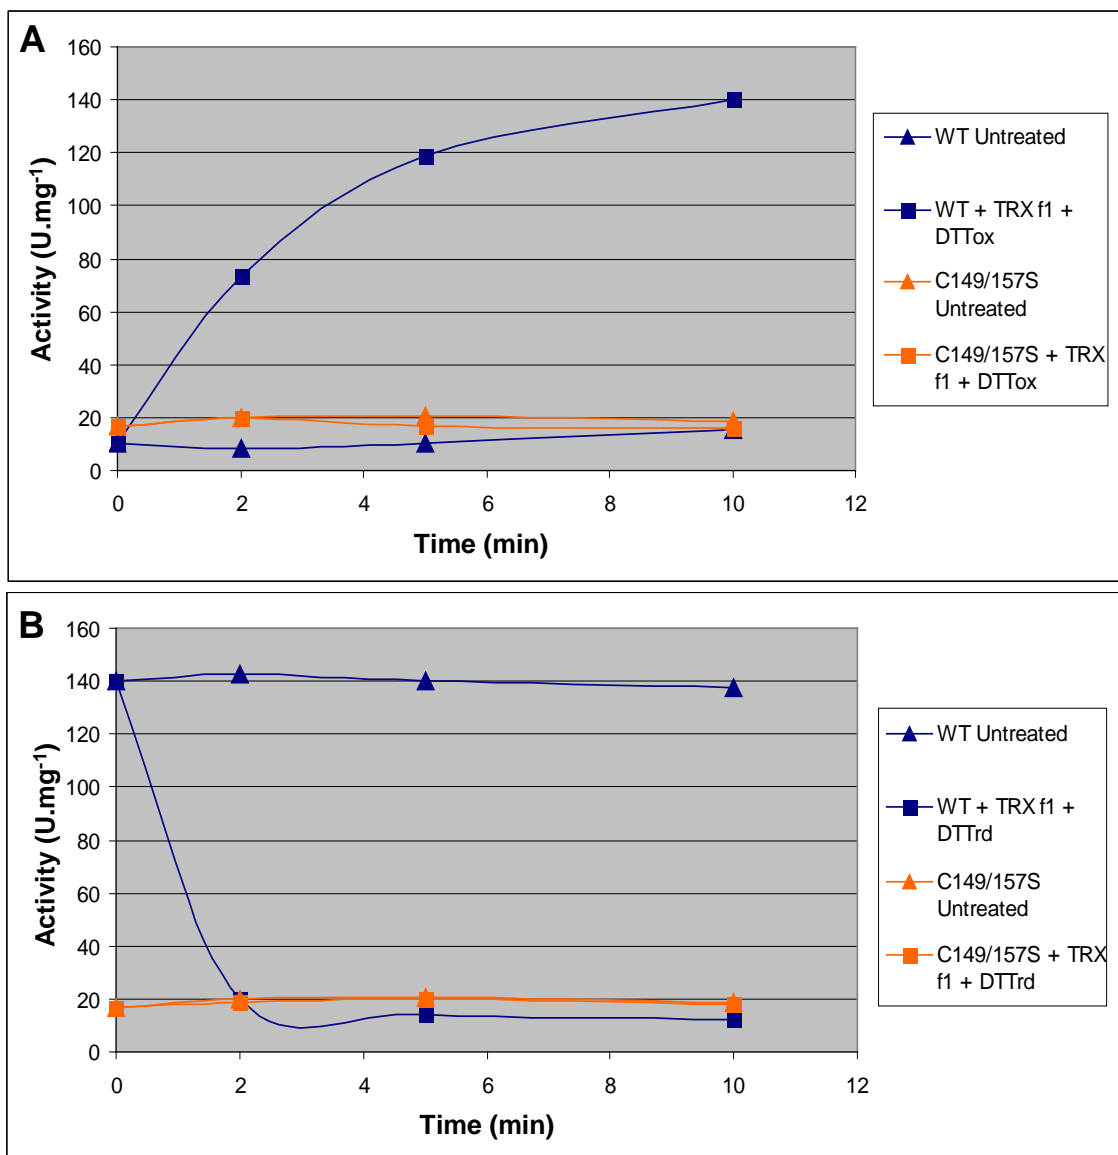 A
160
140
120
100
80
60
40
20
0
Activity (U.mg-1)
0 2 4 6 8 10 12
Time (min)
WT Untreated
WT + TRX f1 +
DTTox
C149/157S
Untreated
C149/157S + TRX
f1 + DTTox
B
160
140
120
100
80
60
40
20
0
Activity (U.mg-1)
0 2 4 6 8 10 12
Time (min)
WT Untreated
WT + TRX f1 +
DTTrd
C149/157S
Untreated
C149/157S + TRX
f1 + DTTrd